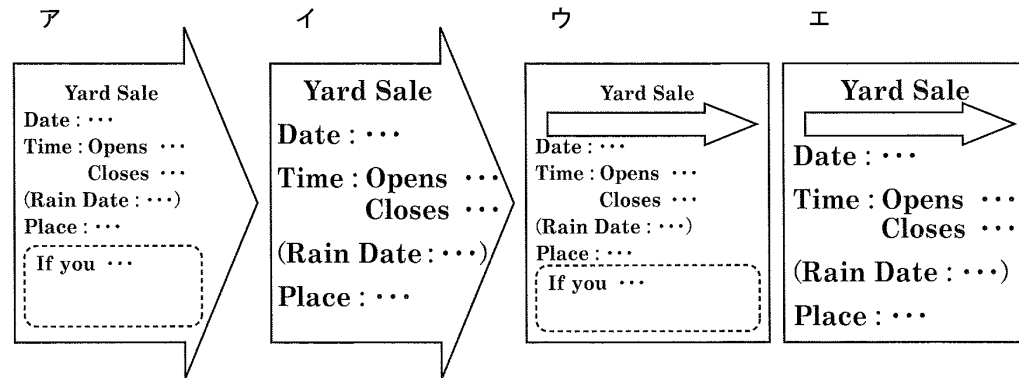 ア
Yard Sale
Date : ･･･
Time : Opens ･･･
Closes ･･･
(Rain Date : ･･･)
Place : ･･･
If you ･･･
イ
Yard Sale
Date : ･･･
Time : Opens ･･･
Closes ･･･
(Rain Date : ･･･)
Place : ･･･
ウ
Yard Sale
Date : ･･･
Time : Opens ･･･
Closes ･･･
(Rain Date : ･･･)
Place : ･･･
If you ･･･
エ
Yard Sale
Date : ･･･
Time : Opens ･･･
Closes ･･･
(Rain Date : ･･･)
Place : ･･･